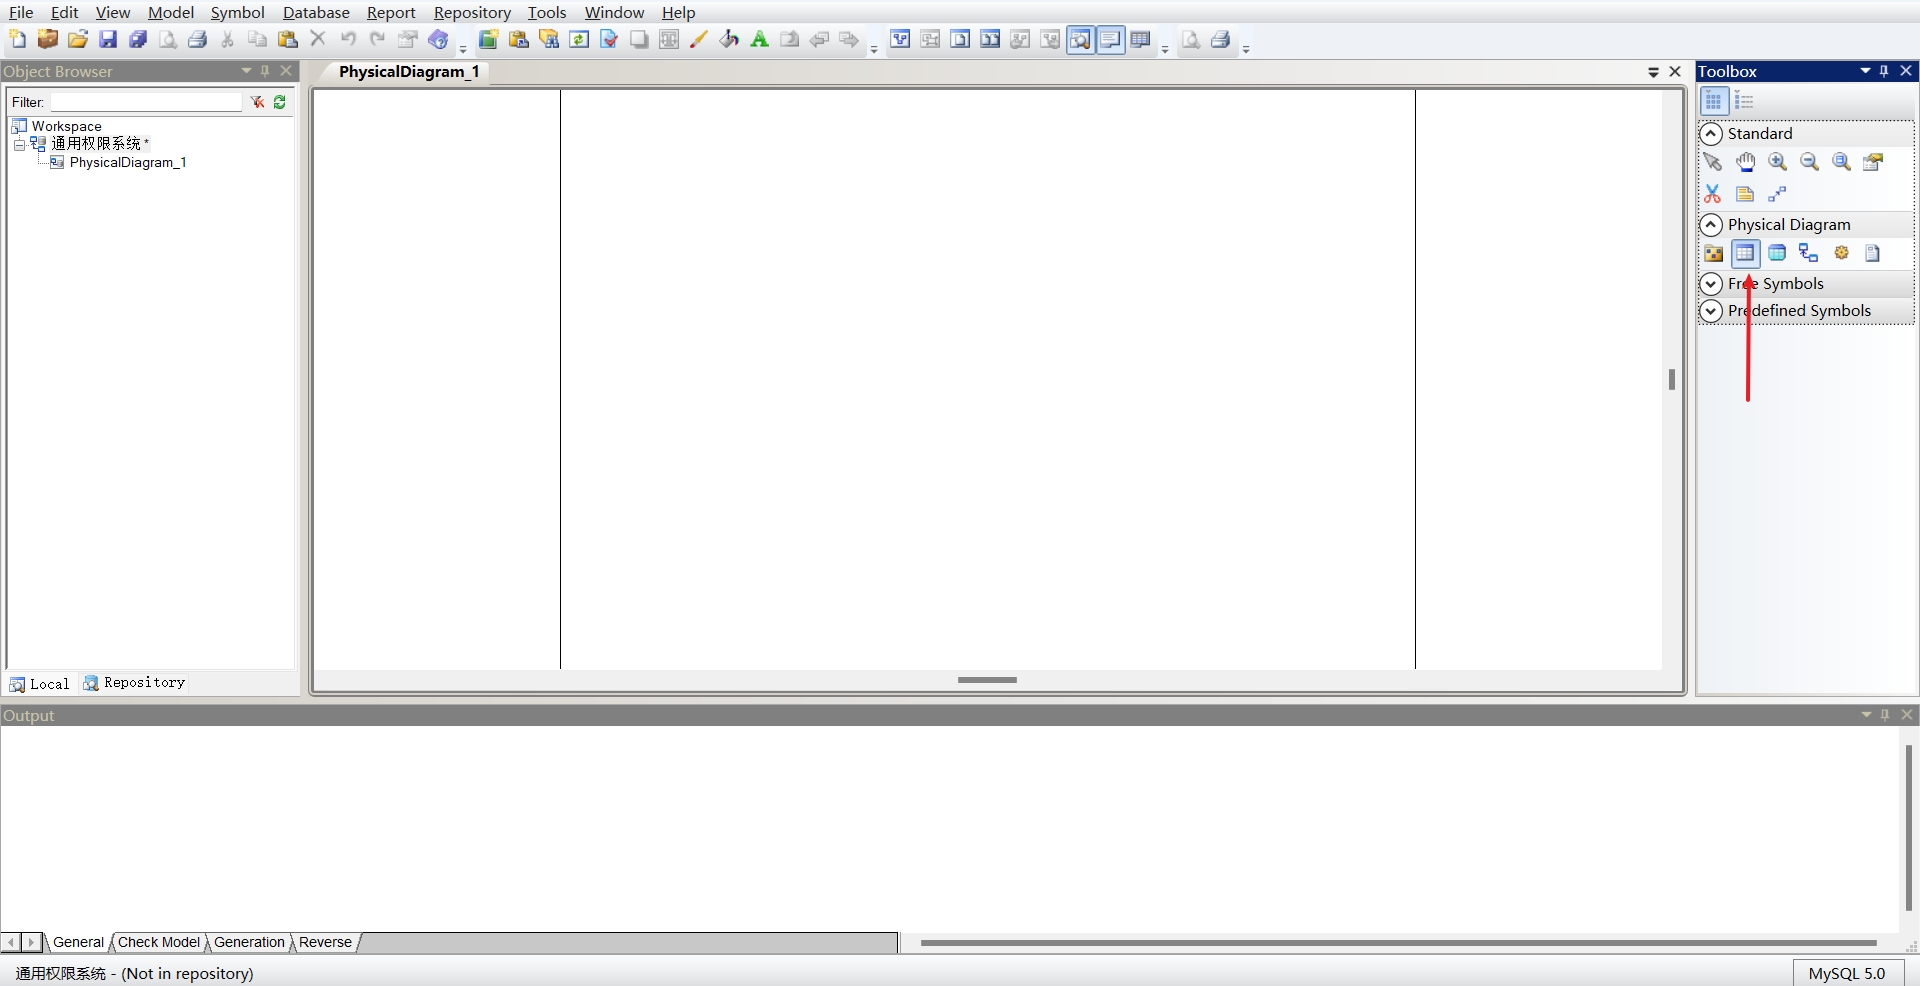 File Edit View Model Symbol Database Report Repository Tools Window Help
Object Browser
PhysicalDiagram_1
Toolbox
Filter:
Workspace
通用权限系统 *
PhysicalDiagram_1
Standard
Physical Diagram
Free Symbols
Predefined Symbols
Local Repository
Output
General Check Model Generation Reverse
通用权限系统 - (Not in repository)
MySQL 5.0